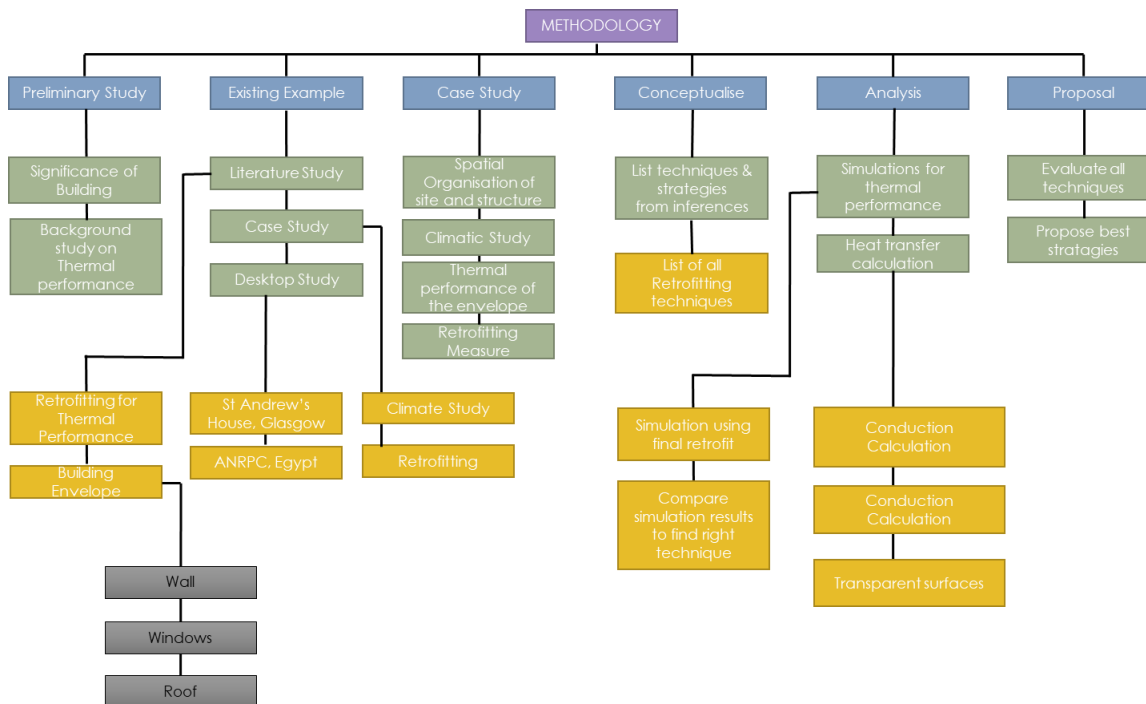 METHODOLOGY
Preliminary Study
Existing Example
Case Study
Conceptualise
Analysis
Proposal
Significance of
Building
Background
study on
Thermal
performance
Literature Study
Case Study
Desktop Study
Spatial
Organisation of
site and structure
Climatic Study
Thermal
performance of
the envelope
Retrofitting
Measure
List techniques &
strategies
from inferences
List of all
Retrofitting
techniques
Simulations for
thermal
performance
Heat transfer
calculation
Evaluate all
techniques
Propose best
stratagies
Retrofitting for
Thermal
Performance
Building
Envelope
St Andrew's
House, Glasgow
ANRPC, Egypt
Climate Study
Retrofitting
Simulation using
final retrofit
Compare
simulation results
to find right
technique
Conduction
Calculation
Conduction
Calculation
Transparent surfaces
Wall
Windows
Roof